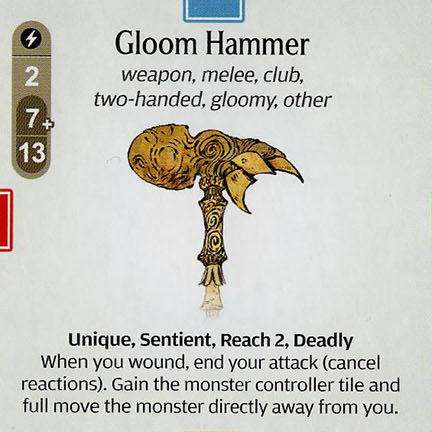 Gloom Hammer
weapon, melee, club,
two-handed, gloomy, other
2
7+
13
Unique, Sentient, Reach 2, Deadly
When you wound, end your attack (cancel
reactions). Gain the monster controller tile and
full move the monster directly away from you.